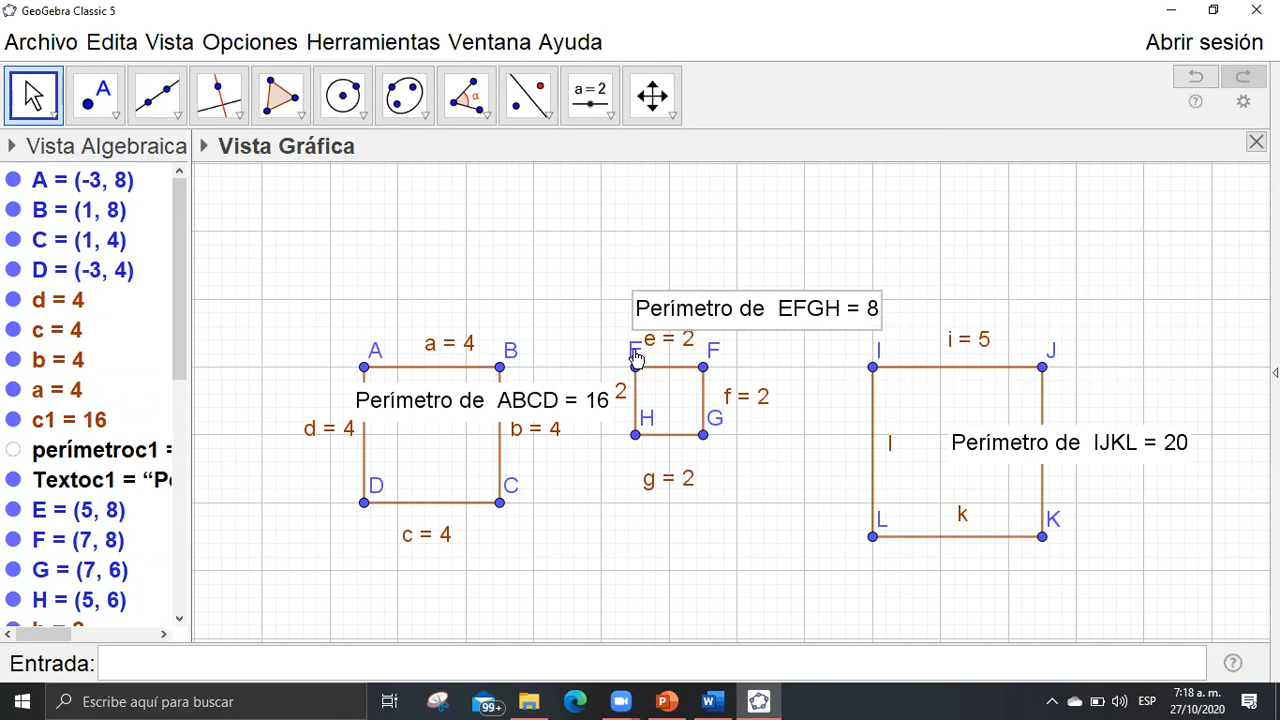 GeoGebra Classic 5
Archivo Edita Vista Opciones Herramientas Ventana Ayuda
Abrir sesión
A
α
a = 2
Vista Algebraica
Vista Gráfica
A = (-3, 8)
B = (1, 8)
C = (1, 4)
D = (-3, 4)
d = 4
c = 4
b = 4
a = 4
c1 = 16
perímetroc1 =
Textoc1 = “Pe
E = (5, 8)
F = (7, 8)
G = (7, 6)
H = (5, 6)
A
a = 4
B
Perímetro de ABCD = 16
d = 4
b = 4
D
C
c = 4
Perímetro de EFGH = 8
e = 2
E
F
2
f = 2
H
G
g = 2
I
i = 5
J
l
Perímetro de IJKL = 20
L
k
K
Entrada:
Escribe aquí para buscar
99+
ESP
7:18 a. m.
27/10/2020